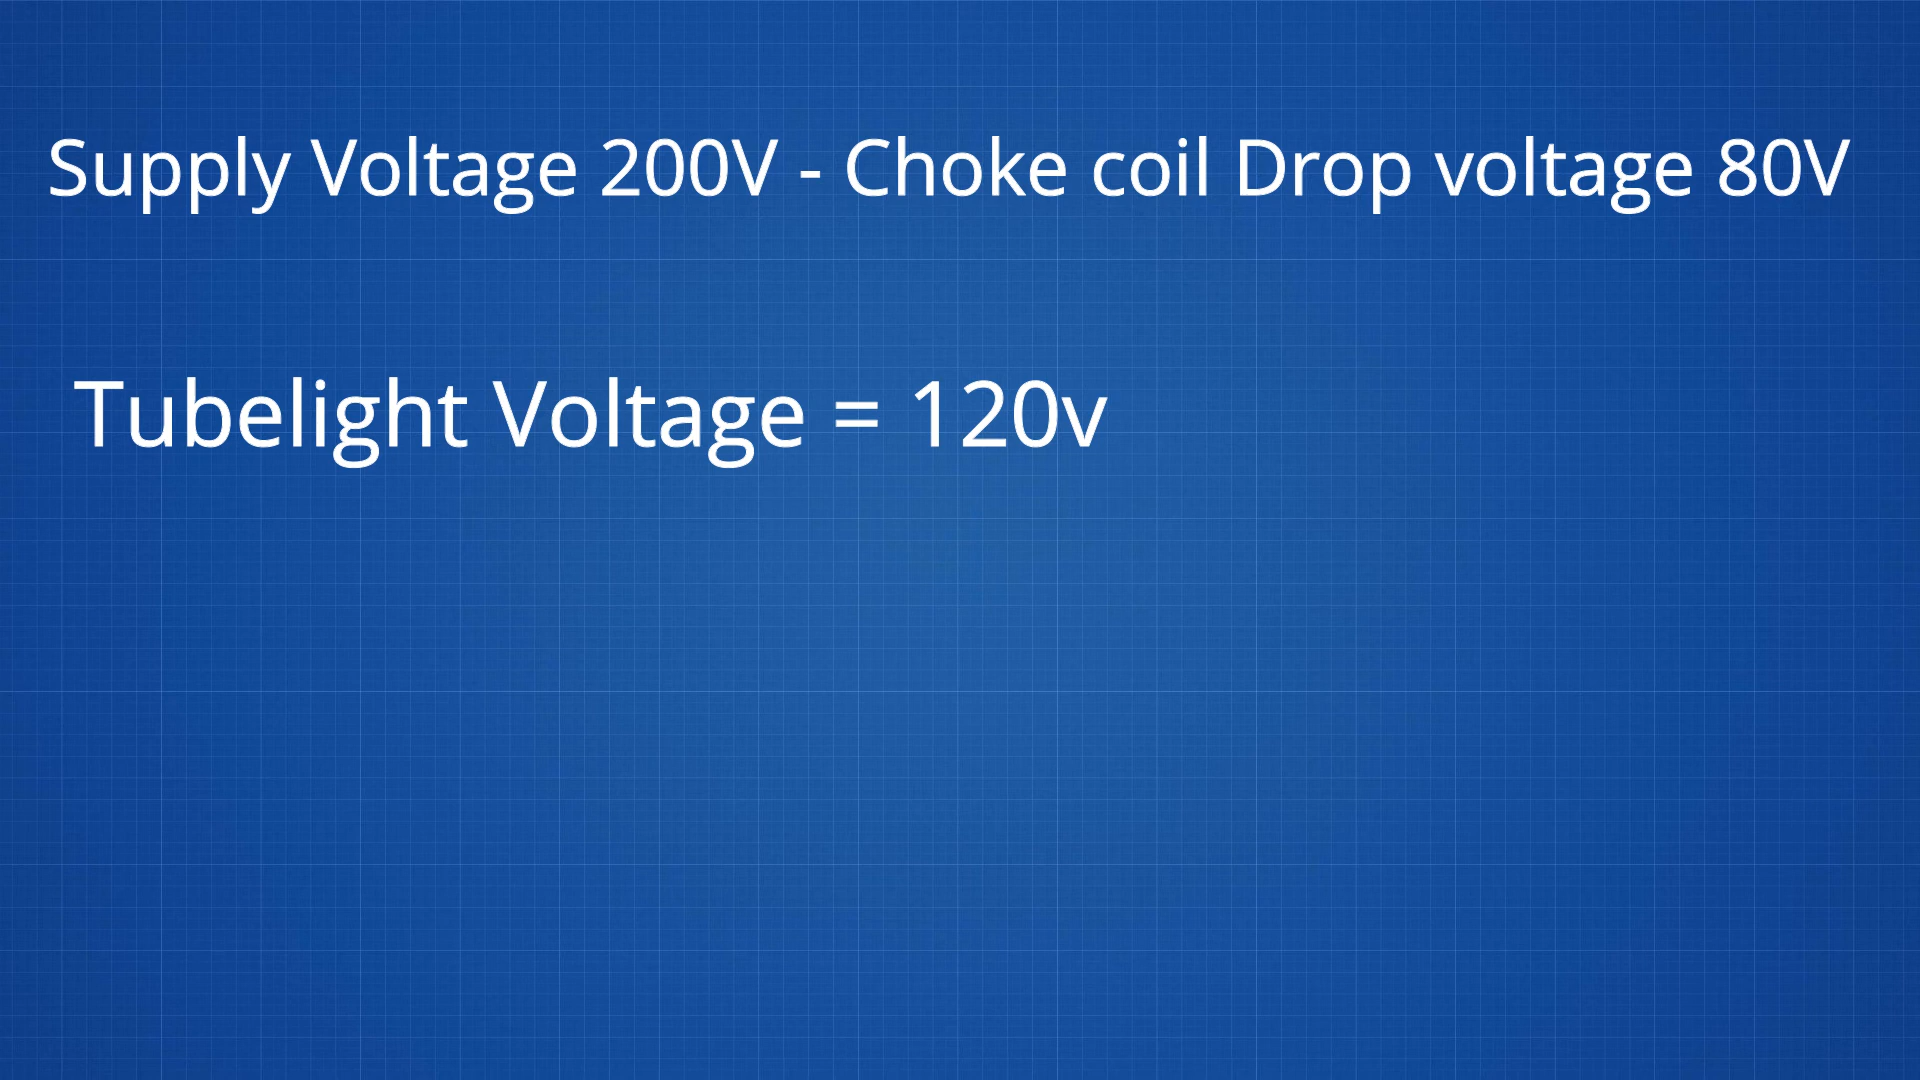 Supply Voltage 200V - Choke coil Drop voltage 80V
Tubelight Voltage = 120v